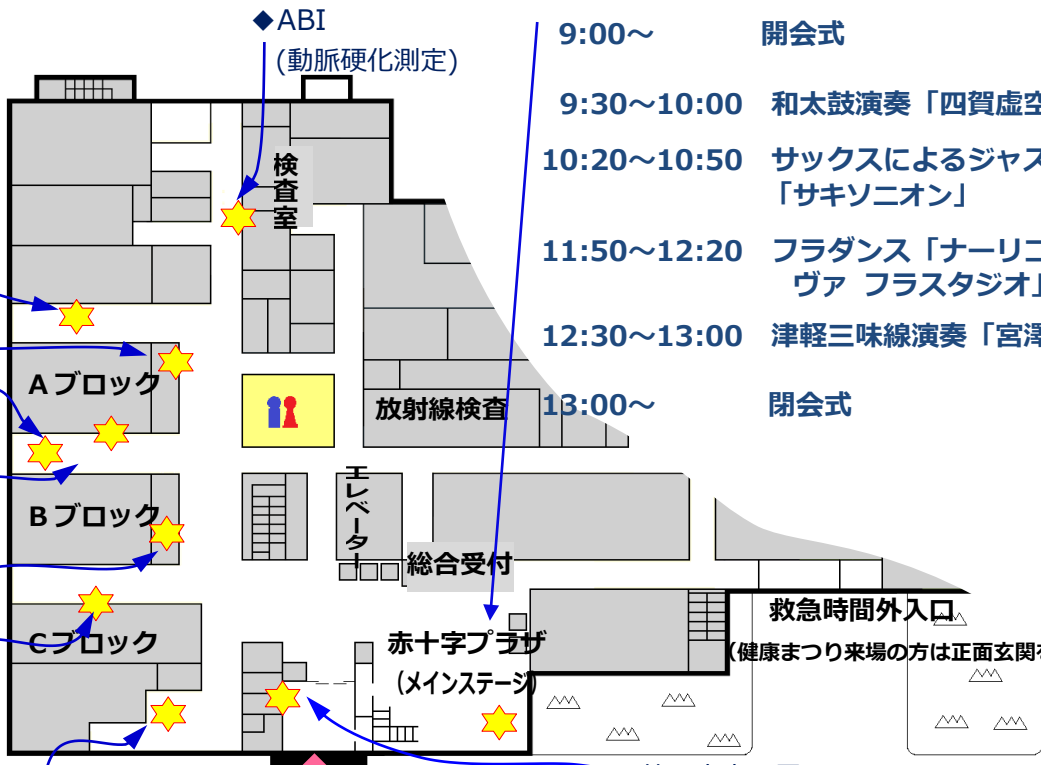 ◆ABI
(動脈硬化測定)
9:00～ 開会式
9:30～10:00 和太鼓演奏「四賀虚空
10:20～10:50 サックスによるジャズ
「サキソニオン」
11:50～12:20 フラダンス「ナーリコ
ヴァ フラスタジオ」
12:30～13:00 津軽三味線演奏「宮澤
13:00～ 閉会式
検査室
Aブロック
放射線検査
Bブロック
エレベーター
総合受付
Cブロック
赤十字プラザ
(メインステージ)
救急時間外入口
(健康まつり来場の方は正面玄関